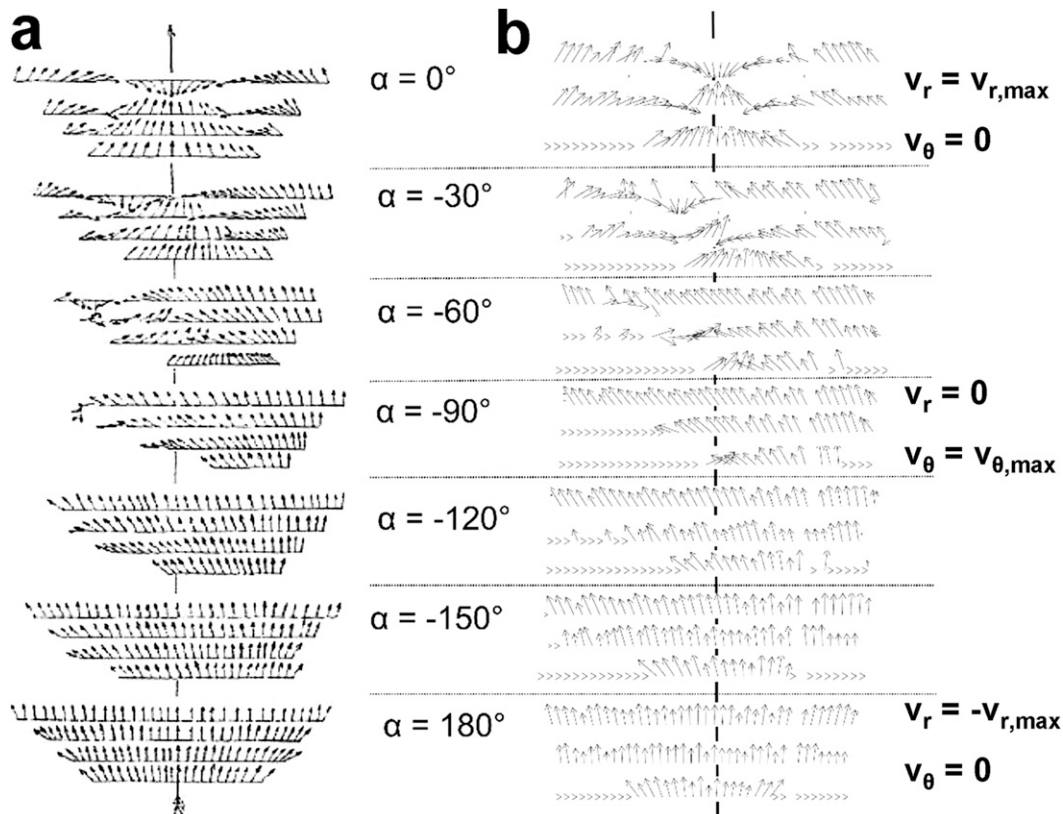 a
b
α = 0°
v_r = v_r,max
v_θ = 0
α = -30°
α = -60°
α = -90°
v_r = 0
v_θ = v_θ,max
α = -120°
α = -150°
α = 180°
v_r = -v_r,max
v_θ = 0